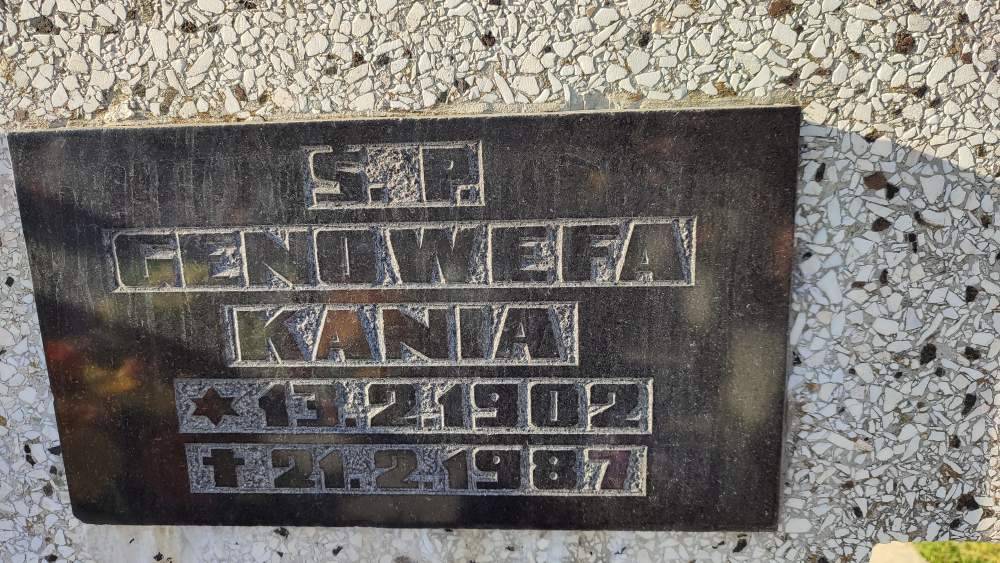 S. P.
GENOWEFA
KANIA
✶ 13.2.1902
✝ 21.2.1987